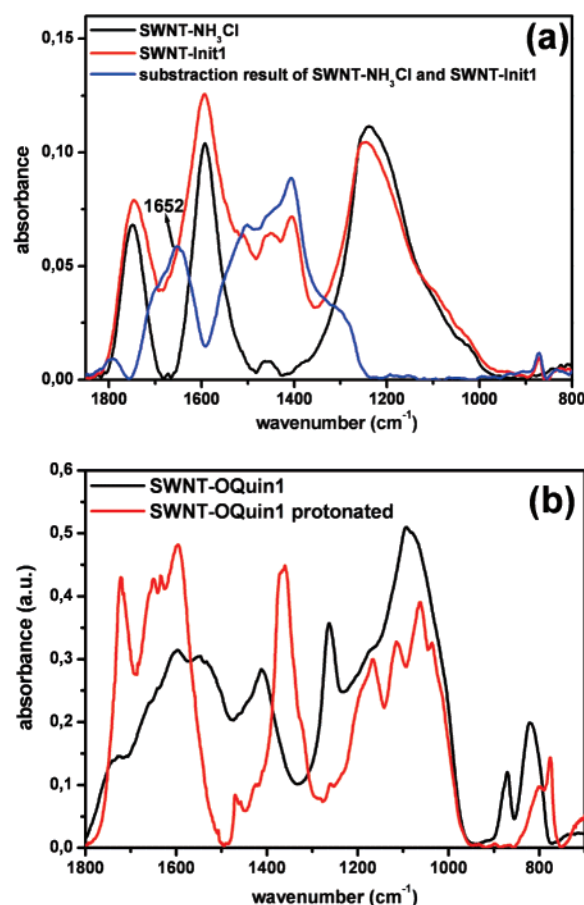 (a)
SWNT-NH3Cl
SWNT-Init1
substraction result of SWNT-NH3Cl and SWNT-Init1
0,15
0,10
0,05
0,00
absorbance
1652
1800 1600 1400 1200 1000 800
wavenumber (cm-1)
(b)
SWNT-OQuin1
SWNT-OQuin1 protonated
0,6
0,5
0,4
0,3
0,2
0,1
0,0
absorbance (a.u.)
1800 1600 1400 1200 1000 800
wavenumber (cm-1)